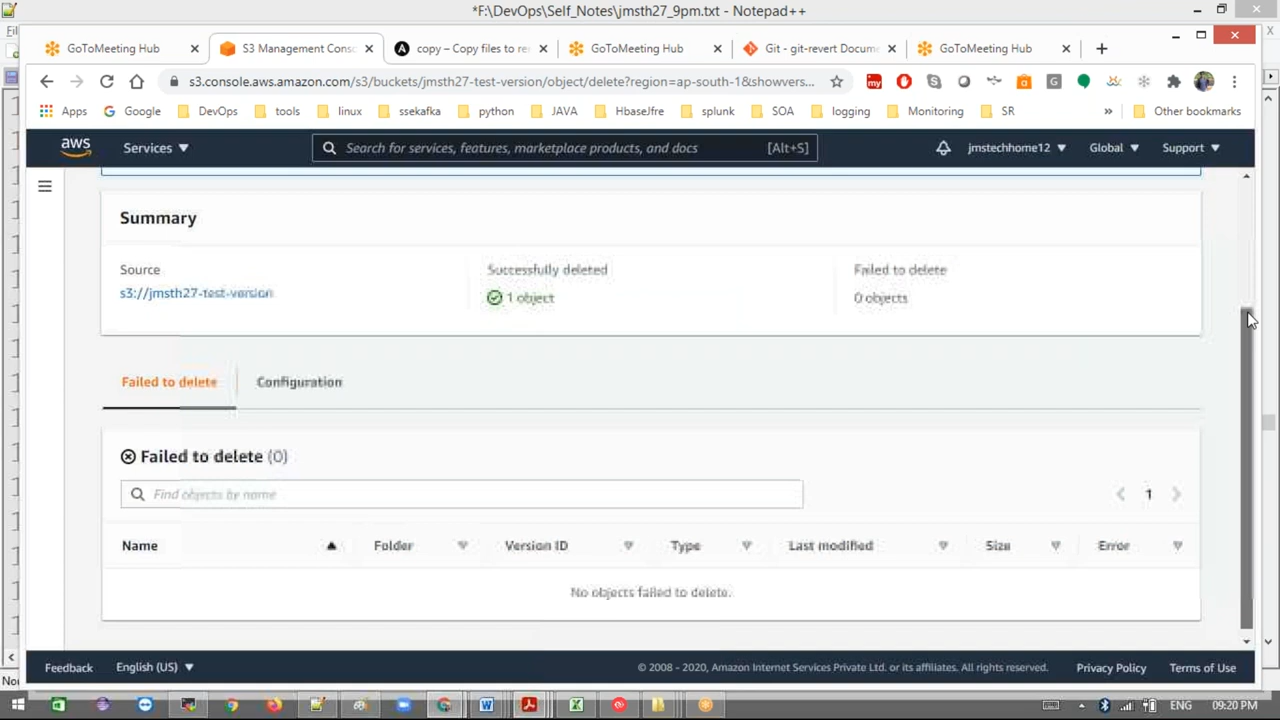 *F:\DevOps\Self_Notes\jmsth27_9pm.txt - Notepad++
GoToMeeting Hub
S3 Management Consc
copy – Copy files to re
GoToMeeting Hub
Git - git-revert Docum
GoToMeeting Hub
s3.console.aws.amazon.com/s3/buckets/jmsth27-test-version/object/delete?region=ap-south-1&showvers...
Apps
Google
DevOps
tools
linux
ssekafka
python
JAVA
HbaseJfre
splunk
SOA
logging
Monitoring
SR
»
Other bookmarks
aws
Services
Search for services, features, marketplace products, and docs
[Alt+S]
jmstechhome12
Global
Support
Summary
Source
Successfully deleted
Failed to delete
s3://jmsth27-test-version
1 object
0 objects
Failed to delete
Configuration
Failed to delete (0)
Find objects by name
1
Name
Folder
Version ID
Type
Last modified
Size
Error
No objects failed to delete.
Feedback
English (US)
© 2008 - 2020, Amazon Internet Services Private Ltd. or its affiliates. All rights reserved.
Privacy Policy
Terms of Use
ENG
09:20 PM